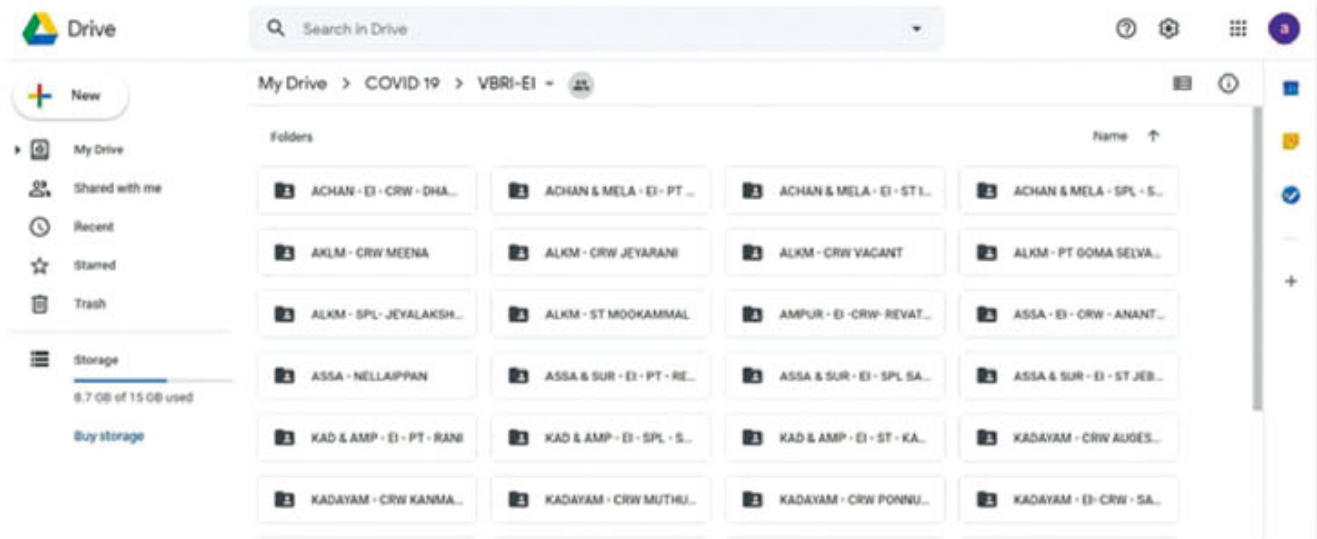 Drive
Search in Drive
a
New
My Drive > COVID 19 > VBRI-EI
My Drive
Shared with me
Recent
Starred
Trash
Storage
8.7 GB of 15 GB used
Buy storage
Folders
Name
ACHAN - EI - CRW - DHA...
ACHAN & MELA - EI - PT ...
ACHAN & MELA - EI - ST I...
ACHAN & MELA - SPL - S...
AKLM - CRW MEENA
ALKM - CRW JEYARANI
ALKM - CRW VACANT
ALKM - PT GOMA SELVA...
ALKM - SPL- JEYALAKSH...
ALKM - ST MOOKAMMAL
AMPUR - EI -CRW- REVAT...
ASSA - EI - CRW - ANANT...
ASSA - NELLAIPPAN
ASSA & SUR - EI - PT - RE...
ASSA & SUR - EI - SPL SA...
ASSA & SUR - EI - ST JEB...
KAD & AMP - EI - PT - RANI
KAD & AMP - EI - SPL - S...
KAD & AMP - EI - ST - KA...
KADAYAM - CRW AUGES...
KADAYAM - CRW KANMA...
KADAYAM - CRW MUTHU...
KADAYAM - CRW PONNU...
KADAYAM - EI- CRW - SA...